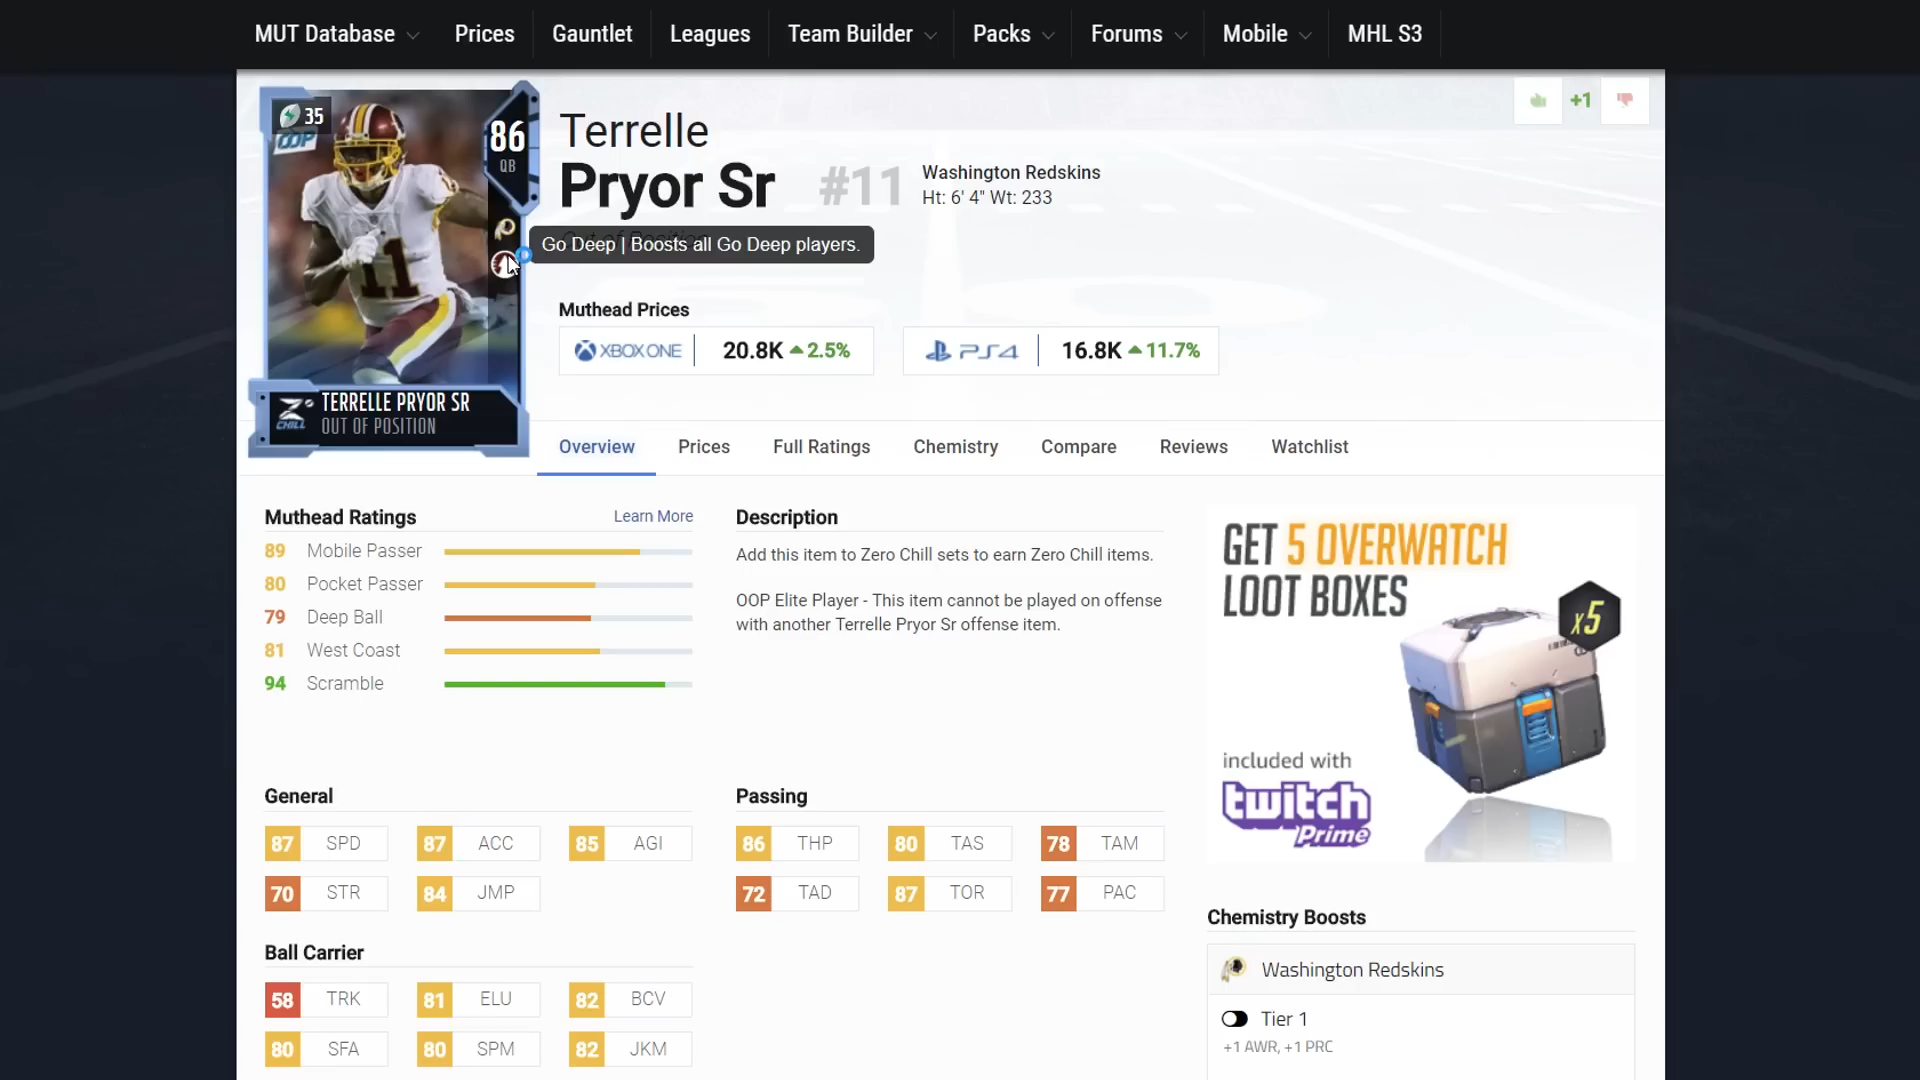 MUT Database
Prices
Gauntlet
Leagues
Team Builder
Packs
Forums
Mobile
MHL S3
35
OOP
86
QB
11
Z
CHILL
TERRELLE PRYOR SR
OUT OF POSITION
Terrelle
Pryor Sr
#11
Washington Redskins
Ht: 6' 4" Wt: 233
+1
Go Deep | Boosts all Go Deep players.
Muthead Prices
XBOX ONE 20.8K 2.5%
PS4 16.8K 11.7%
Overview
Prices
Full Ratings
Chemistry
Compare
Reviews
Watchlist
Muthead Ratings
Learn More
89 Mobile Passer
80 Pocket Passer
79 Deep Ball
81 West Coast
94 Scramble
Description
Add this item to Zero Chill sets to earn Zero Chill items.
OOP Elite Player - This item cannot be played on offense
with another Terrelle Pryor Sr offense item.
GET 5 OVERWATCH
LOOT BOXES
x5
included with
twitch
Prime
General
87 SPD 87 ACC 85 AGI
70 STR 84 JMP
Passing
86 THP 80 TAS 78 TAM
72 TAD 87 TOR 77 PAC
Ball Carrier
58 TRK 81 ELU 82 BCV
80 SFA 80 SPM 82 JKM
Chemistry Boosts
Washington Redskins
Tier 1
+1 AWR, +1 PRC